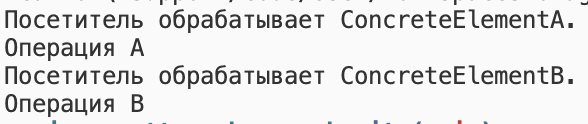 Посетитель обрабатывает ConcreteElementA.
Операция A
Посетитель обрабатывает ConcreteElementB.
Операция B